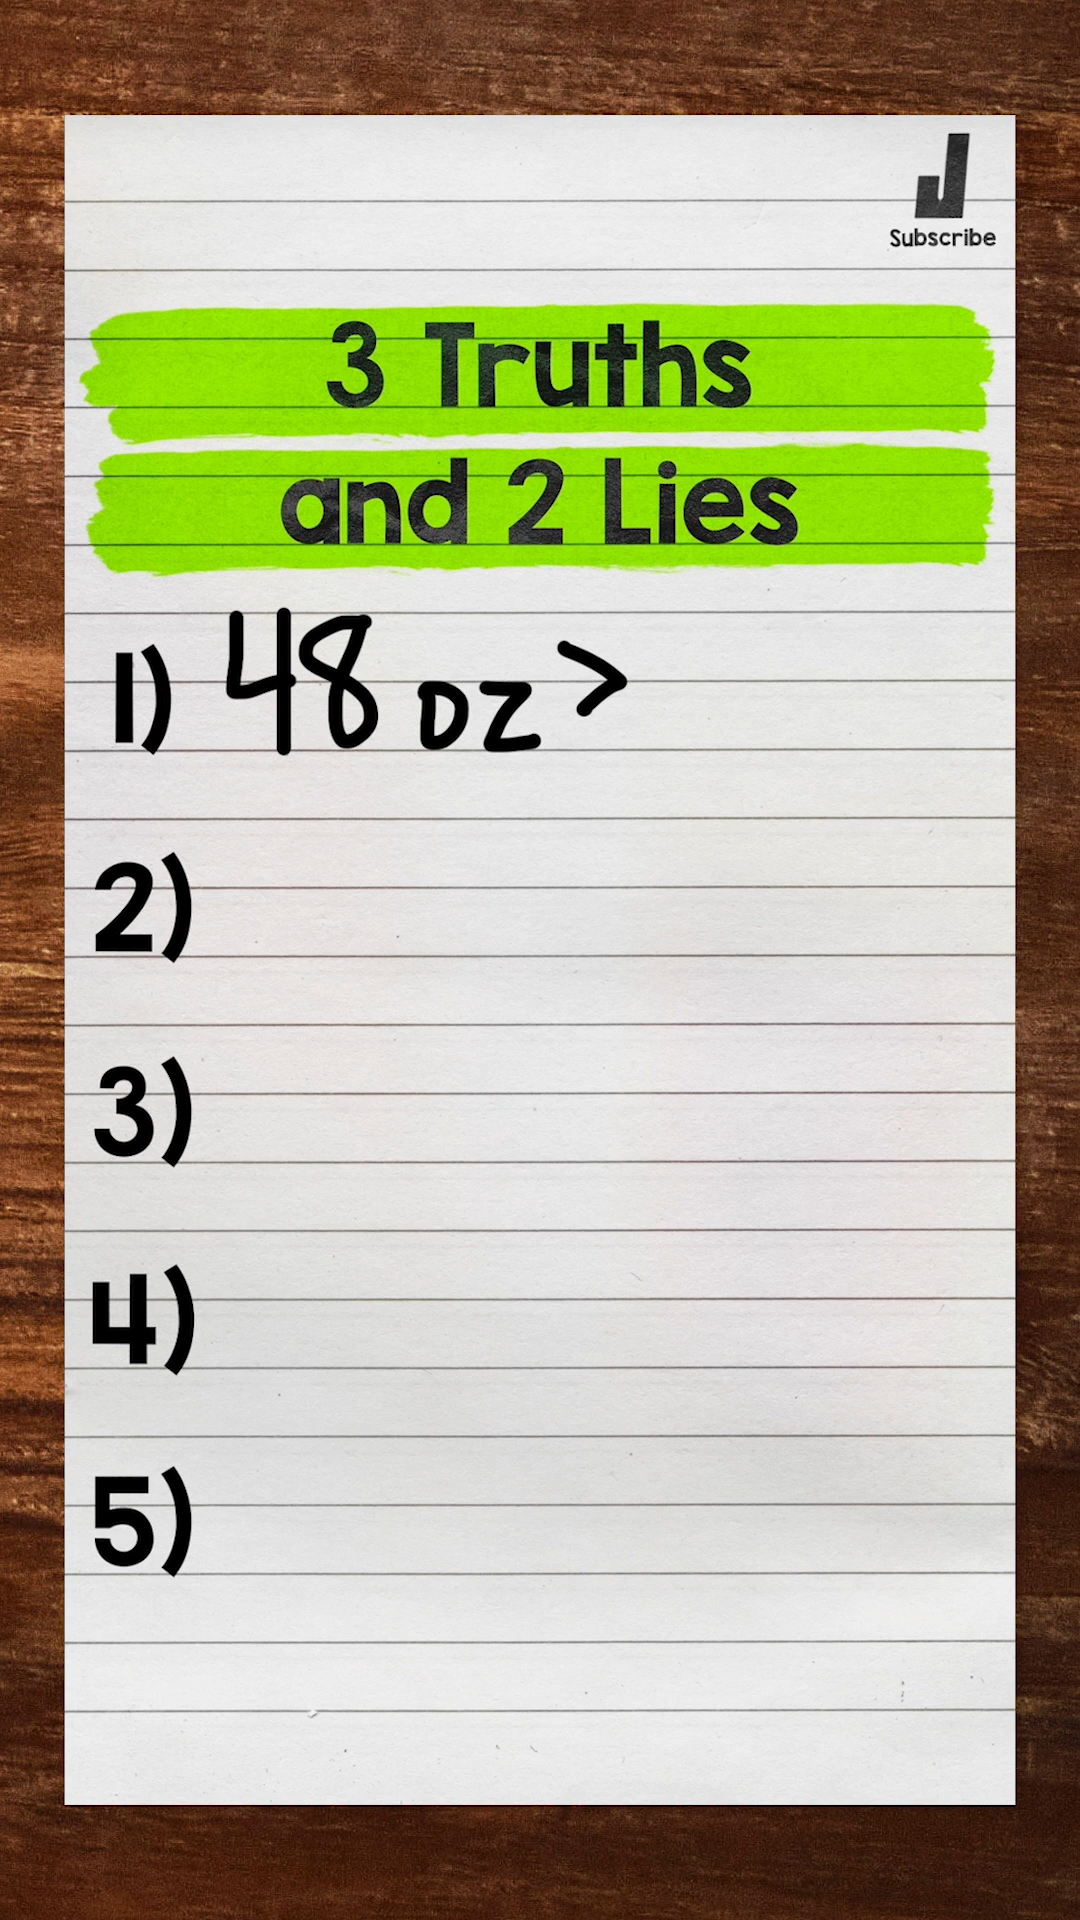 J
Subscribe
3 Truths
and 2 Lies
1) 48 oz >
2)
3)
4)
5)